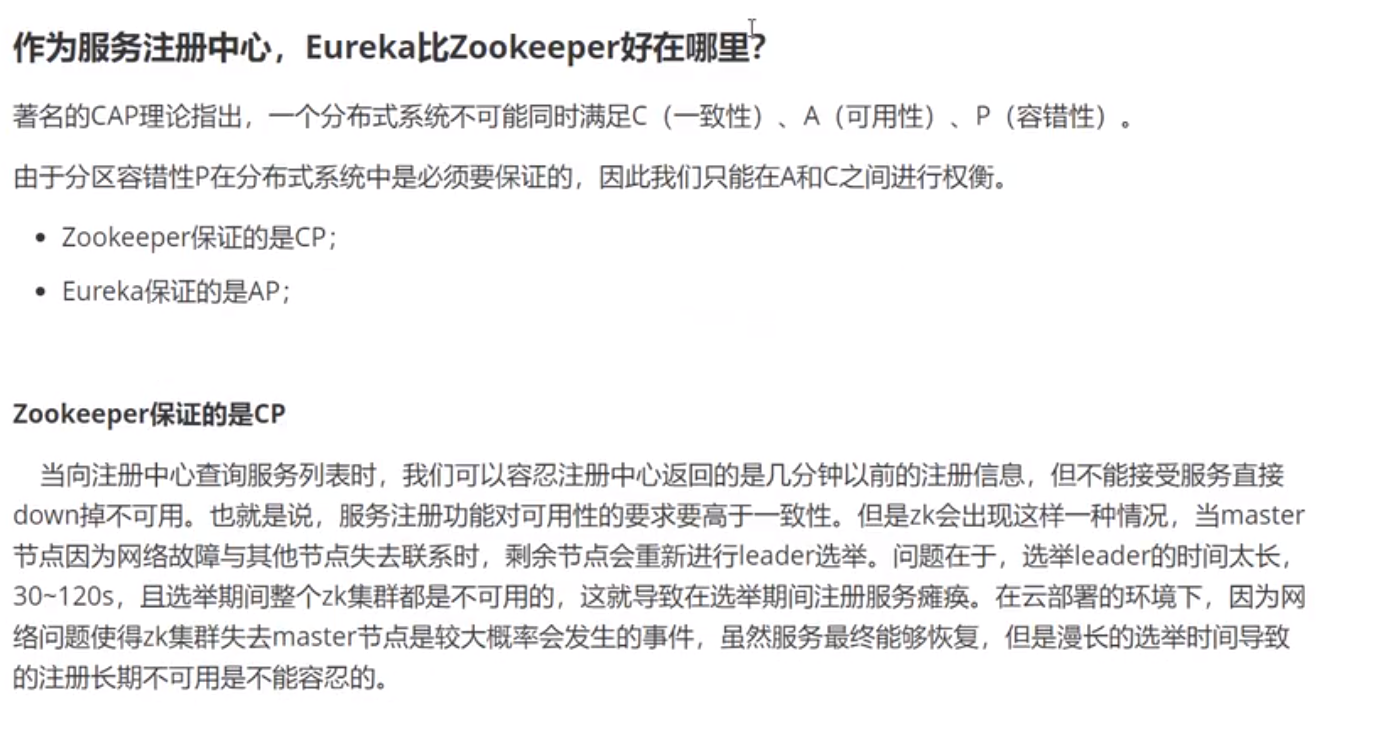 作为服务注册中心，Eureka比Zookeeper好在哪里?
著名的CAP理论指出，一个分布式系统不可能同时满足C（一致性）、A（可用性）、P（容错性）。
由于分区容错性P在分布式系统中是必须要保证的，因此我们只能在A和C之间进行权衡。
• Zookeeper保证的是CP；
• Eureka保证的是AP；
Zookeeper保证的是CP
当向注册中心查询服务列表时，我们可以容忍注册中心返回的是几分钟以前的注册信息，但不能接受服务直接
down掉不可用。也就是说，服务注册功能对可用性的要求要高于一致性。但是zk会出现这样一种情况，当master
节点因为网络故障与其他节点失去联系时，剩余节点会重新进行leader选举。问题在于，选举leader的时间太长，
30~120s，且选举期间整个zk集群都是不可用的，这就导致在选举期间注册服务瘫痪。在云部署的环境下，因为网
络问题使得zk集群失去master节点是较大概率会发生的事件，虽然服务最终能够恢复，但是漫长的选举时间导致
的注册长期不可用是不能容忍的。